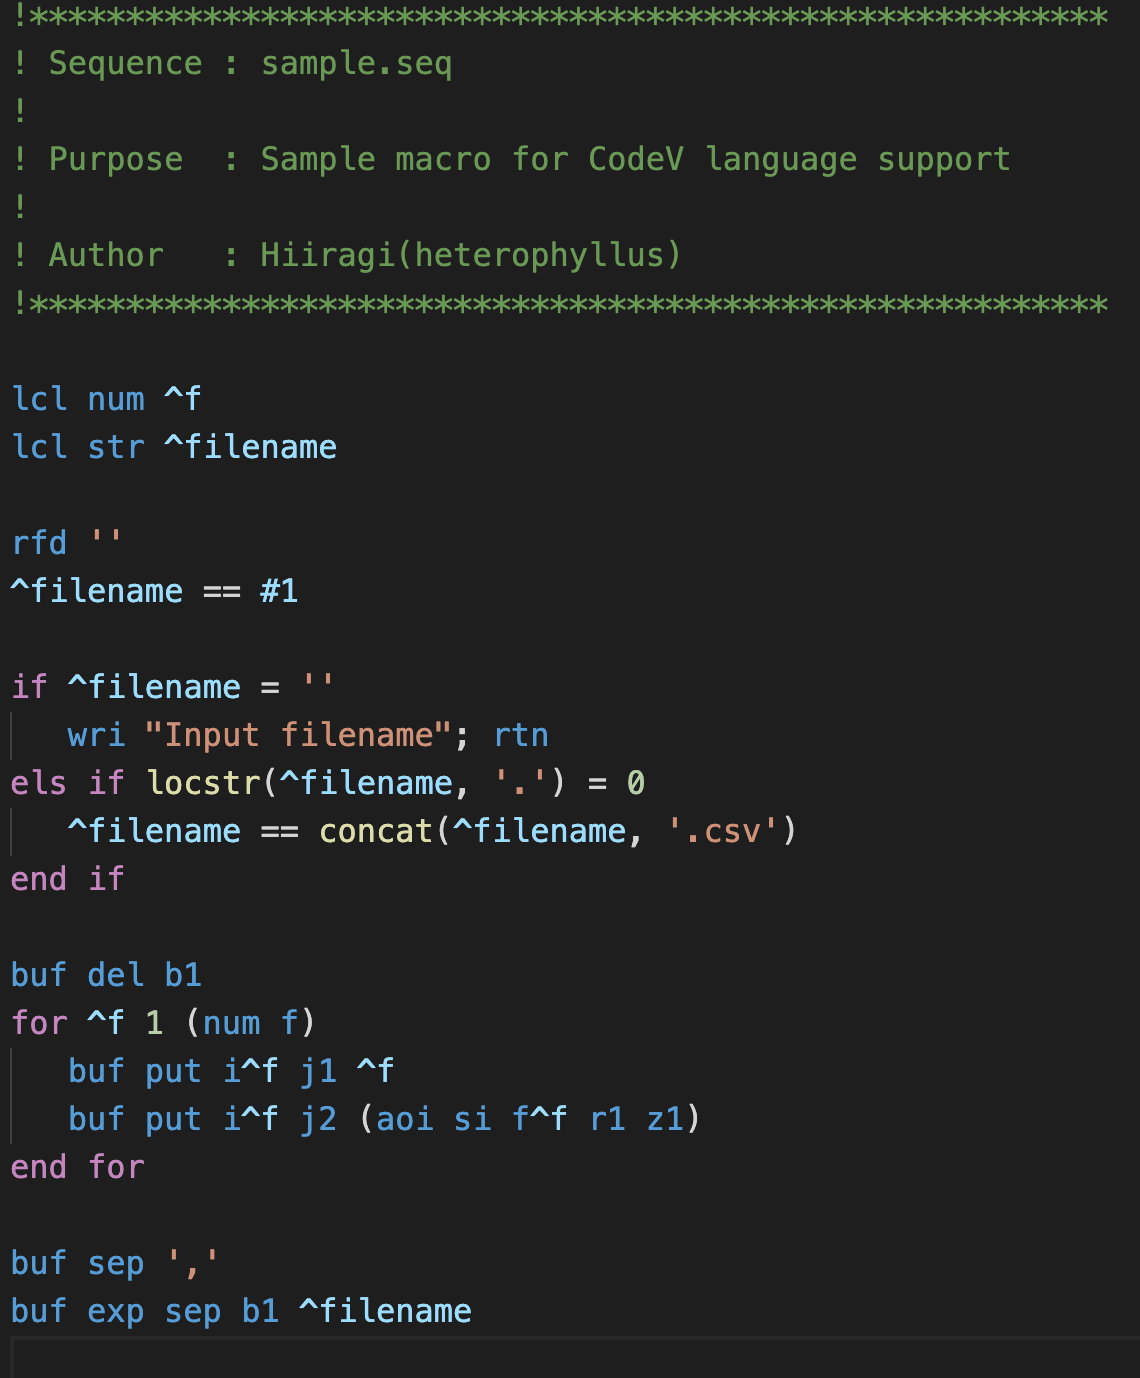 !********************************************************
! Sequence : sample.seq
!
! Purpose  : Sample macro for CodeV language support
!
! Author   : Hiiragi(heterophyllus)
!********************************************************
lcl num ^f
lcl str ^filename
rfd ''
^filename == #1
if ^filename = ''
   wri "Input filename"; rtn
els if locstr(^filename, '.') = 0
   ^filename == concat(^filename, '.csv')
end if
buf del b1
for ^f 1 (num f)
   buf put i^f j1 ^f
   buf put i^f j2 (aoi si f^f r1 z1)
end for
buf sep ','
buf exp sep b1 ^filename